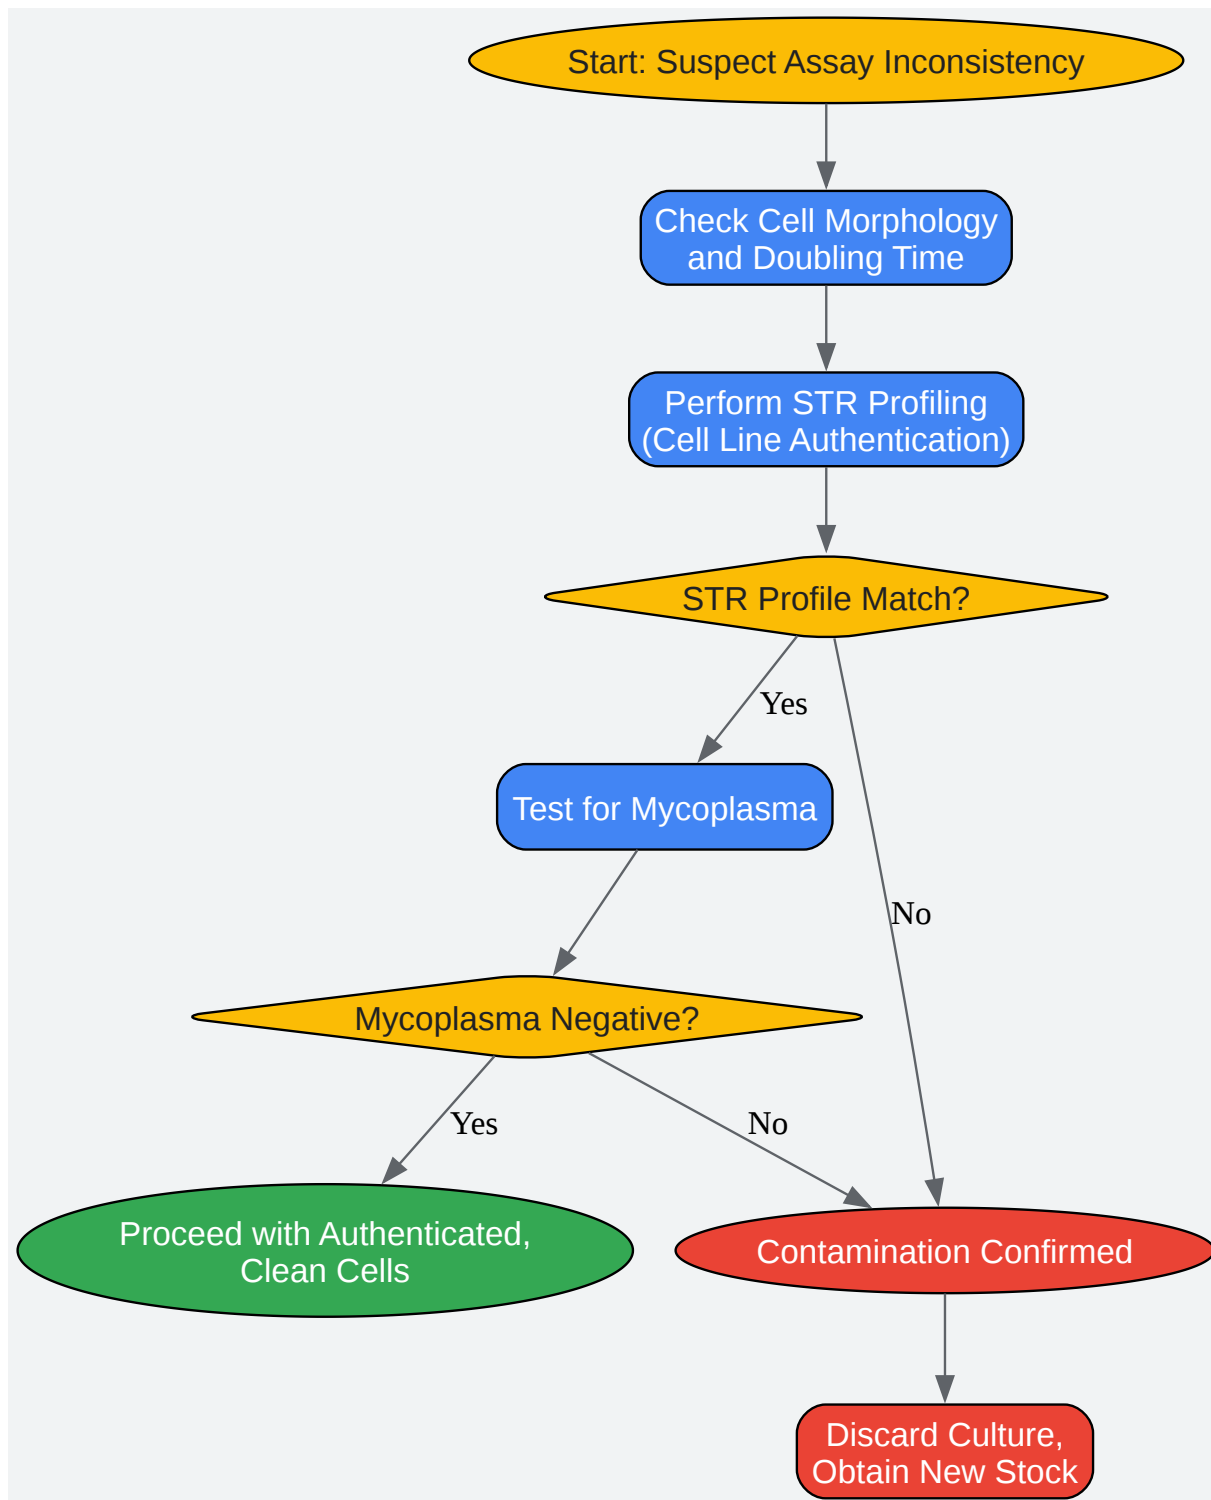 Start: Suspect Assay Inconsistency
Check Cell Morphology
and Doubling Time
Perform STR Profiling
(Cell Line Authentication)
STR Profile Match?
Yes
Test for Mycoplasma
No
Mycoplasma Negative?
Yes
No
Proceed with Authenticated,
Clean Cells
Contamination Confirmed
Discard Culture,
Obtain New Stock